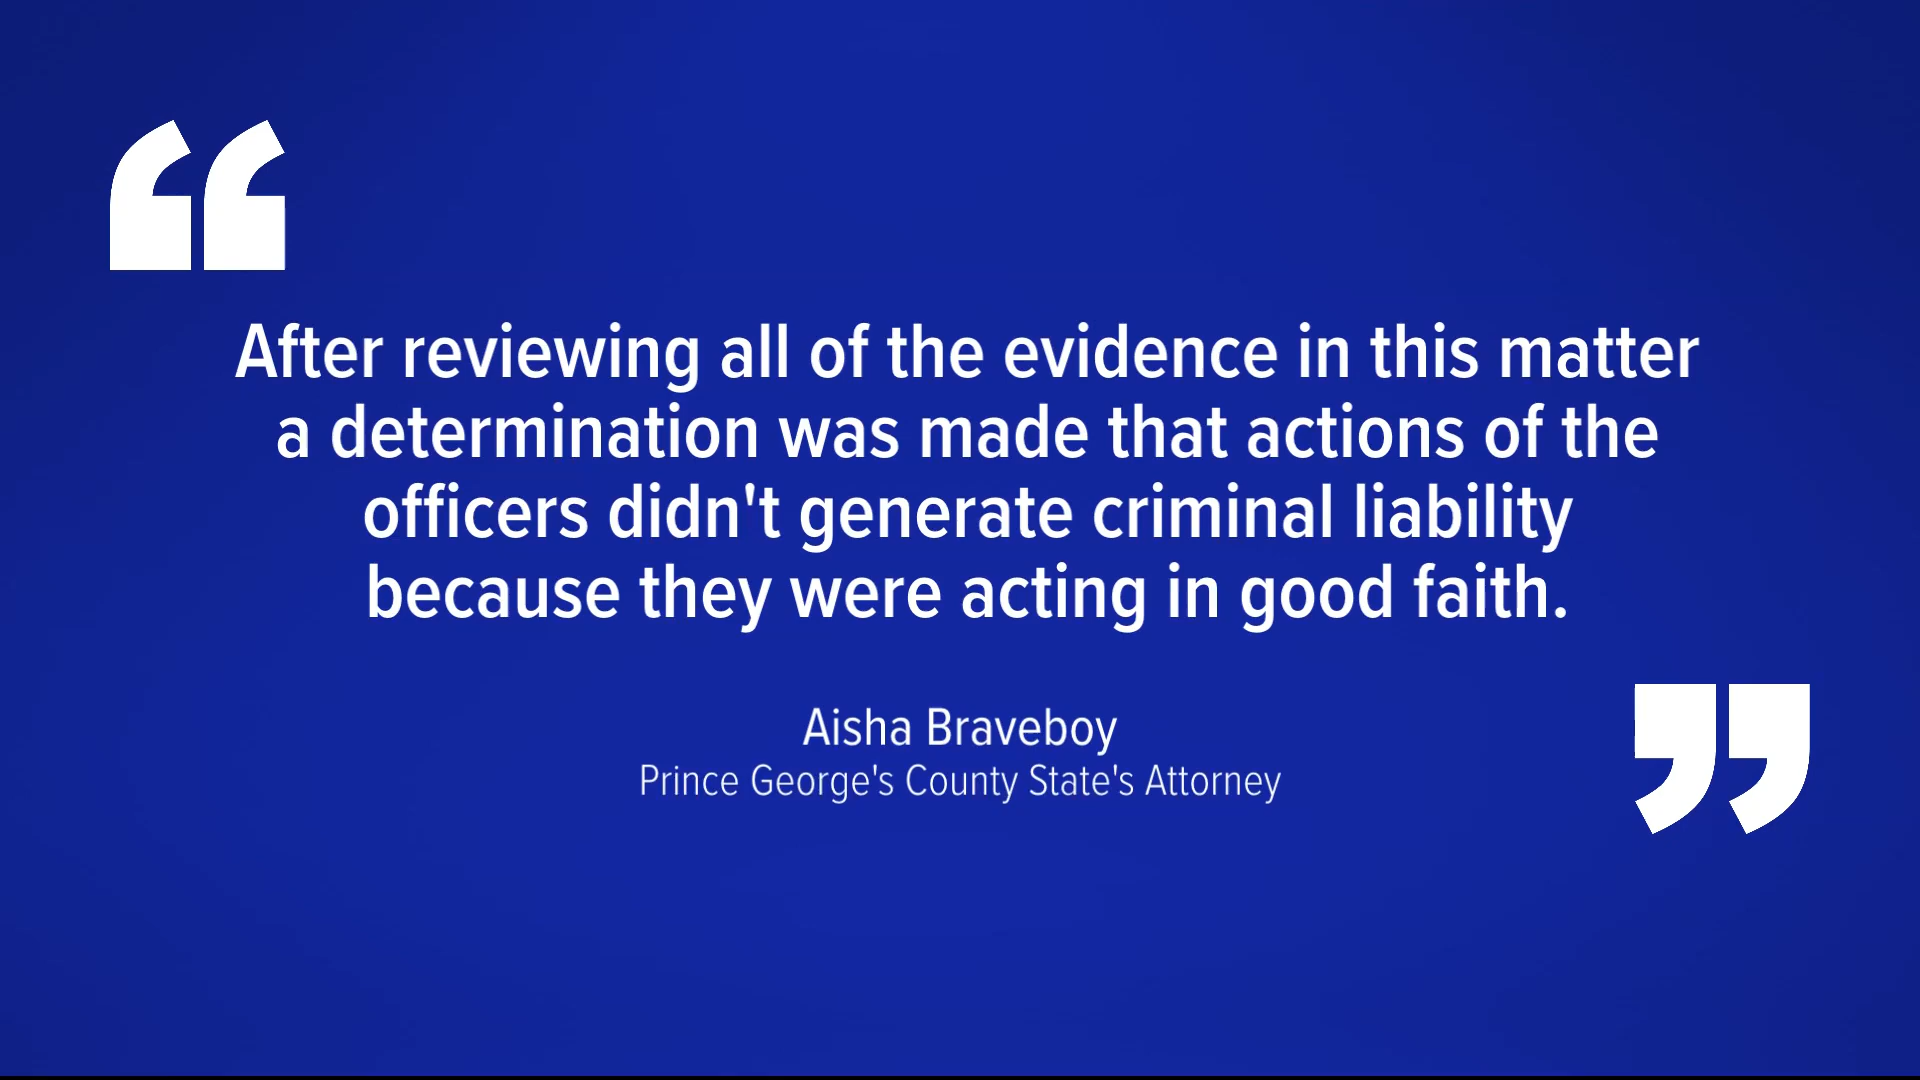 “
After reviewing all of the evidence in this matter
a determination was made that actions of the
officers didn't generate criminal liability
because they were acting in good faith.
”
Aisha Braveboy
Prince George's County State's Attorney